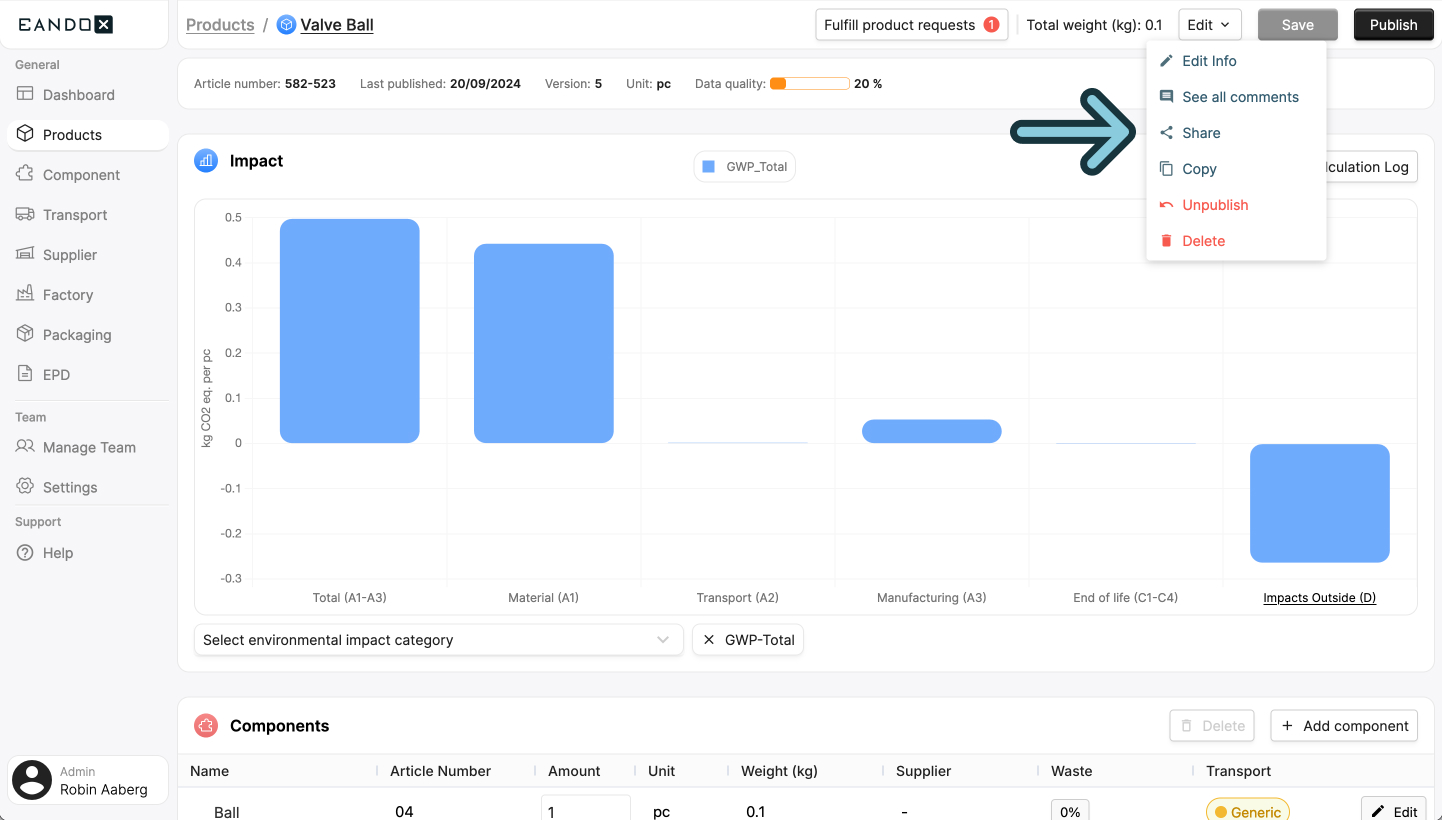 EANDOX
Products / Valve Ball
Fulfill product requests 1
Total weight (kg): 0.1
Edit
Save
Publish
General
Dashboard
Products
Component
Transport
Supplier
Factory
Packaging
EPD
Team
Manage Team
Settings
Support
Help
Admin
Robin Aaberg
Article number: 582-523 Last published: 20/09/2024 Version: 5 Unit: pc Data quality: 20 %
Edit Info
See all comments
Share
Copy
Unpublish
Delete
Impact
GWP_Total
lculation Log
kg CO2 eq. per pc
0.5
0.4
0.3
0.2
0.1
0
-0.1
-0.2
-0.3
Total (A1-A3) Material (A1) Transport (A2) Manufacturing (A3) End of life (C1-C4) Impacts Outside (D)
Select environmental impact category
GWP-Total
Components
Delete
Add component
Name Article Number Amount Unit Weight (kg) Supplier Waste Transport
Ball 04 1 pc 0.1 - 0% Generic Edit